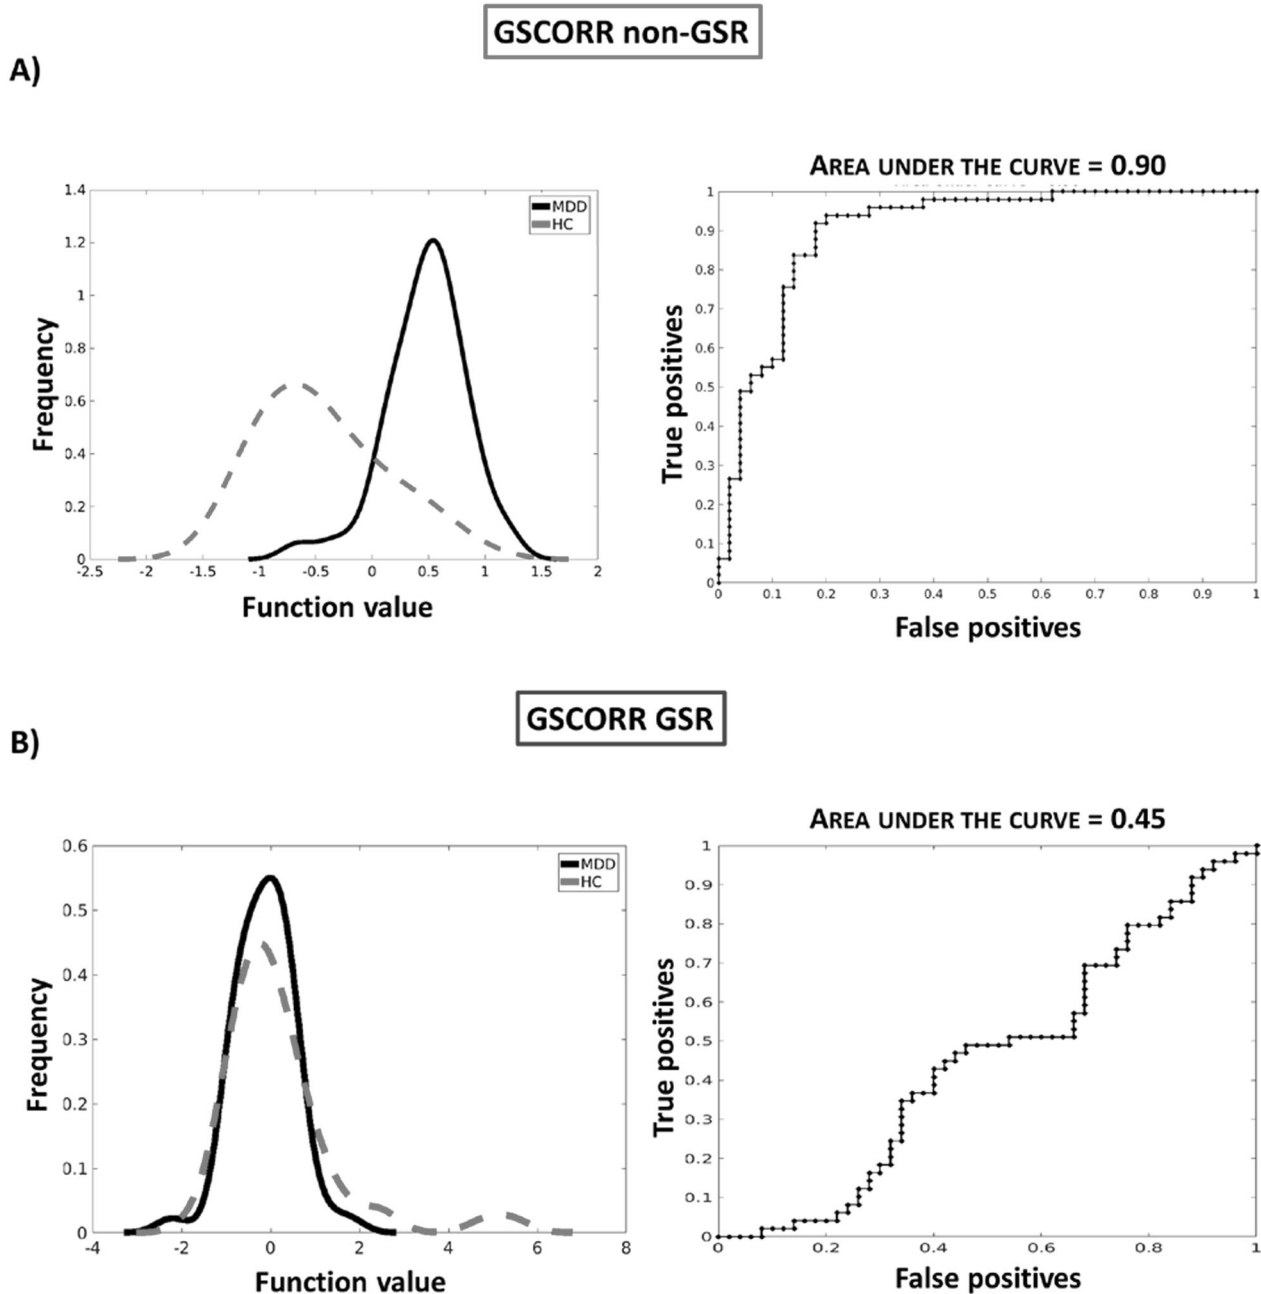 GSCORR non-GSR
A)
AREA UNDER THE CURVE = 0.90
1.4
1.2
1
0.8
0.6
0.4
0.2
0
MDD
HC
Frequency
-2.5 -2 -1.5 -1 -0.5 0 0.5 1 1.5 2
Function value
1
0.9
0.8
0.7
0.6
0.5
0.4
0.3
0.2
0.1
0
True positives
0 0.1 0.2 0.3 0.4 0.5 0.6 0.7 0.8 0.9 1
False positives
GSCORR GSR
B)
AREA UNDER THE CURVE = 0.45
0.6
0.5
0.4
0.3
0.2
0.1
0
MDD
HC
Frequency
-4 -2 0 2 4 6 8
Function value
1
0.9
0.8
0.7
0.6
0.5
0.4
0.3
0.2
0.1
0
True positives
0 0.2 0.4 0.6 0.8 1
False positives